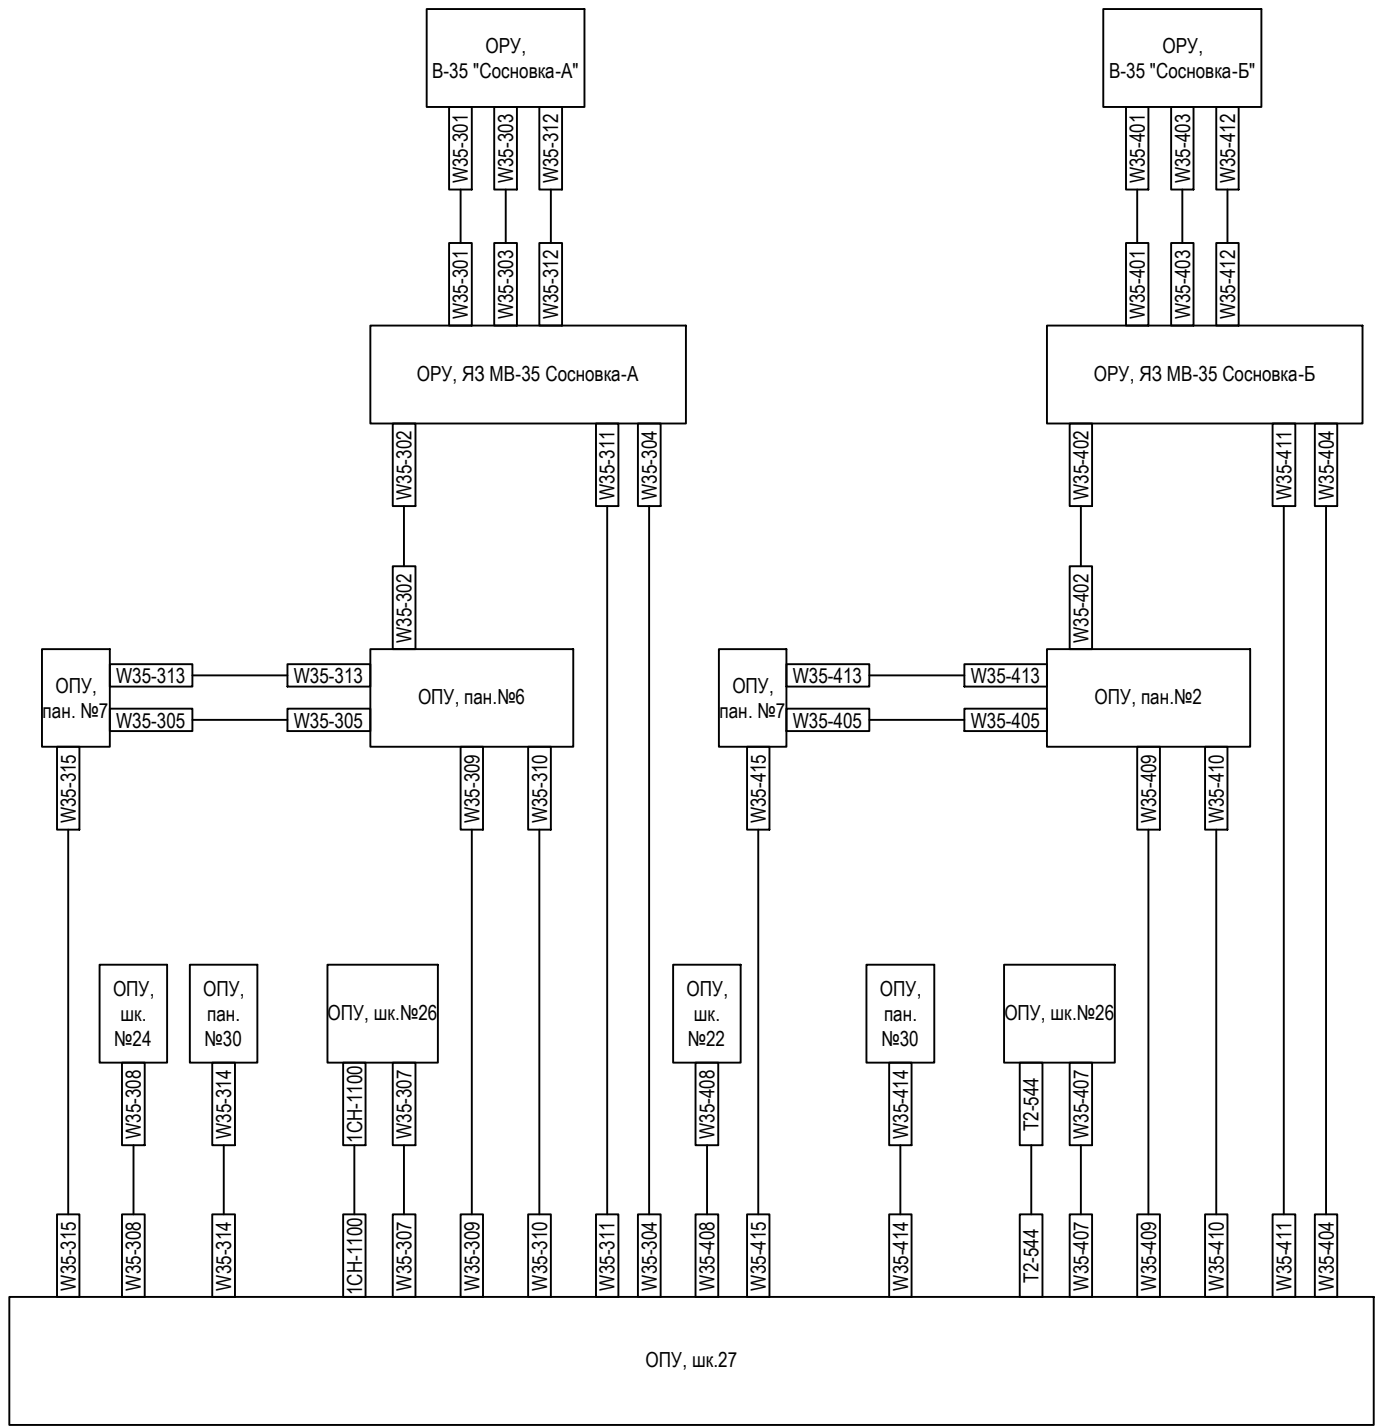 ОРУ,
В-35 "Сосновка-А"
ОРУ,
В-35 "Сосновка-Б"
W35-301
W35-303
W35-312
W35-401
W35-403
W35-412
W35-301
W35-303
W35-312
W35-401
W35-403
W35-412
ОРУ, ЯЗ МВ-35 Сосновка-А
ОРУ, ЯЗ МВ-35 Сосновка-Б
W35-302
W35-311
W35-304
W35-402
W35-411
W35-404
W35-302
W35-402
ОПУ,
пан. №7
W35-313
W35-313
W35-305
W35-305
ОПУ, пан.№6
ОПУ,
пан. №7
W35-413
W35-413
W35-405
W35-405
ОПУ, пан.№2
W35-315
W35-309
W35-310
W35-415
W35-409
W35-410
ОПУ,
шк.
№24
ОПУ,
пан.
№30
ОПУ, шк.№26
ОПУ,
шк.
№22
ОПУ,
пан.
№30
ОПУ, шк.№26
W35-308
W35-314
1СН-1100
W35-307
W35-408
W35-414
Т2-544
W35-407
W35-315
W35-308
W35-314
1СН-1100
W35-307
W35-309
W35-310
W35-311
W35-304
W35-408
W35-415
W35-414
Т2-544
W35-407
W35-409
W35-410
W35-411
W35-404
ОПУ, шк.27